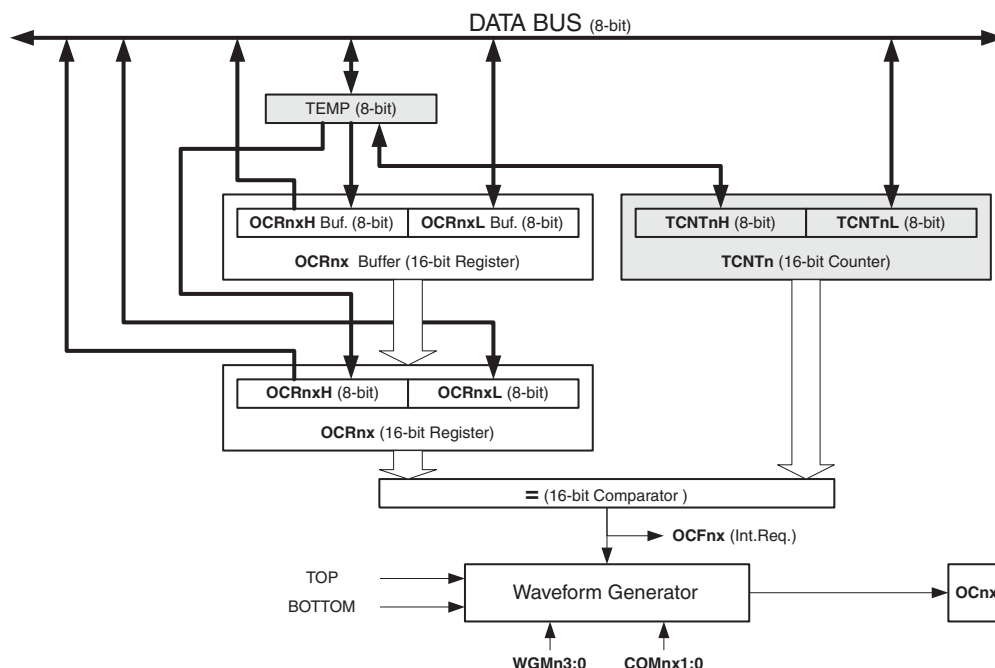 DATA BUS (8-bit)
TEMP (8-bit)
OCRnxH Buf. (8-bit) OCRnxL Buf. (8-bit)
OCRnx Buffer (16-bit Register)
TCNTnH (8-bit) TCNTnL (8-bit)
TCNTn (16-bit Counter)
OCRnxH (8-bit) OCRnxL (8-bit)
OCRnx (16-bit Register)
= (16-bit Comparator )
OCFnx (Int.Req.)
TOP
BOTTOM
Waveform Generator
OCnx
WGMn3:0 COMnx1:0